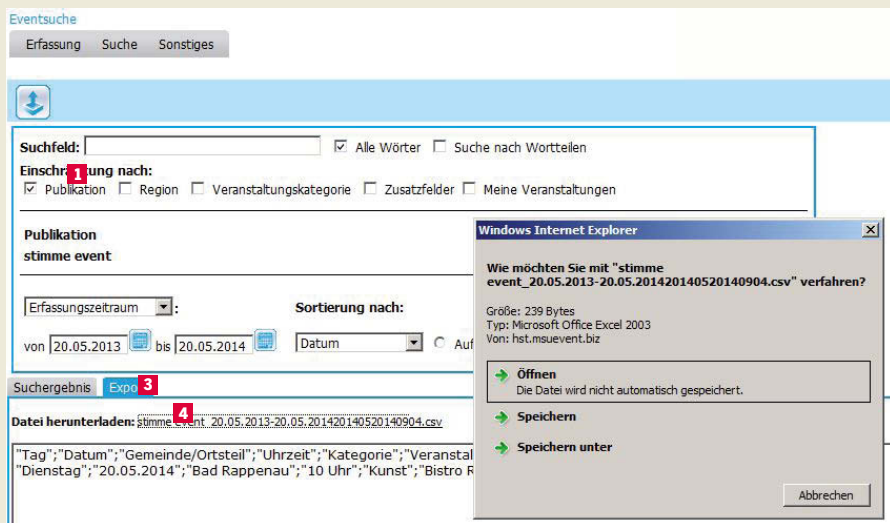 Eventsuche
Erfassung Suche Sonstiges
Suchfeld: Alle Wörter Suche nach Wortteilen
Einschränkung nach:
1
Publikation Region Veranstaltungskategorie Zusatzfelder Meine Veranstaltungen
Publikation
stimme event
Erfassungszeitraum : Sortierung nach:
von 20.05.2013 bis 20.05.2014 Datum Auf
Suchergebnis Expo 3
4
Datei herunterladen: stimme event_20.05.2013-20.05.201420140520140904.csv
"Tag";"Datum";"Gemeinde/Ortsteil";"Uhrzeit";"Kategorie";"Veranstal
"Dienstag";"20.05.2014";"Bad Rappenau";"10 Uhr";"Kunst";"Bistro R
Windows Internet Explorer
Wie möchten Sie mit "stimme
event_20.05.2013-20.05.201420140520140904.csv" verfahren?
Größe: 239 Bytes
Typ: Microsoft Office Excel 2003
Von: hst.msuevent.biz
Öffnen
Die Datei wird nicht automatisch gespeichert.
Speichern
Speichern unter
Abbrechen